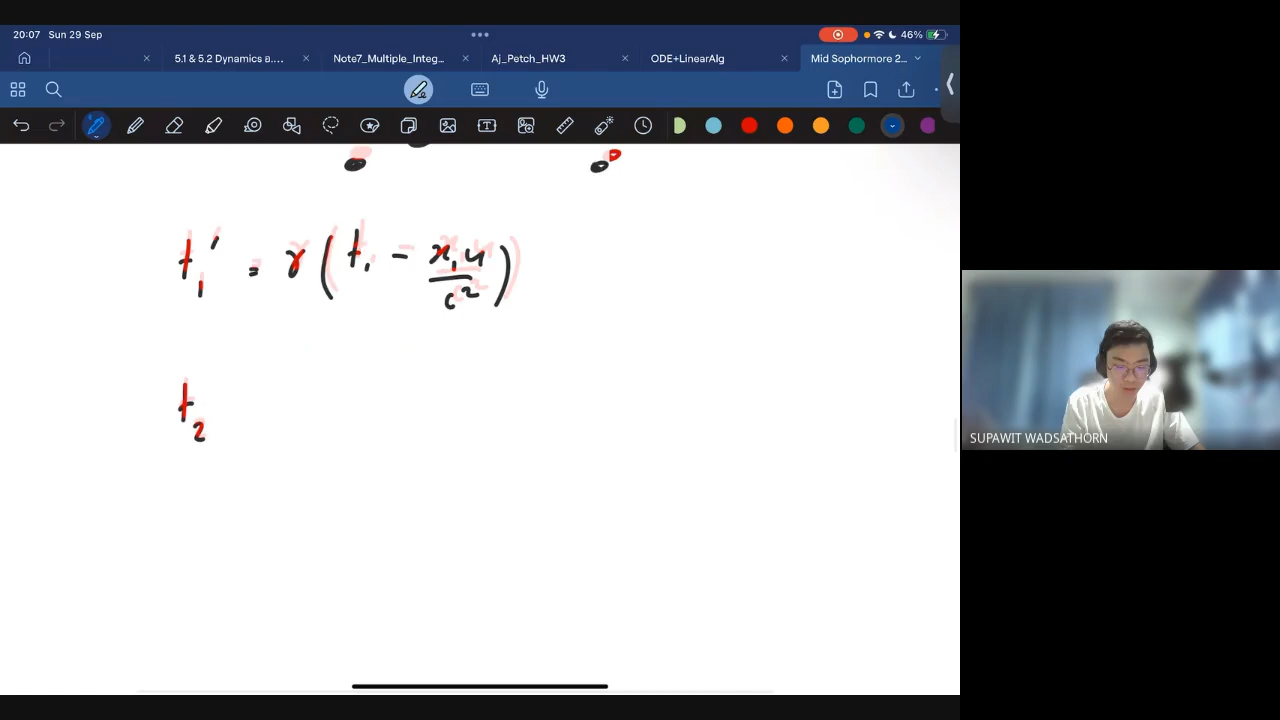 20:07 Sun 29 Sep
46%
5.1 & 5.2 Dynamics a....
Note7_Multiple_Integ...
Aj_Petch_HW3
ODE+LinearAlg
Mid Sophormore 2...
t₁' = γ(t₁ - x₁u/c²)
t₂
SUPAWIT WADSATHORN